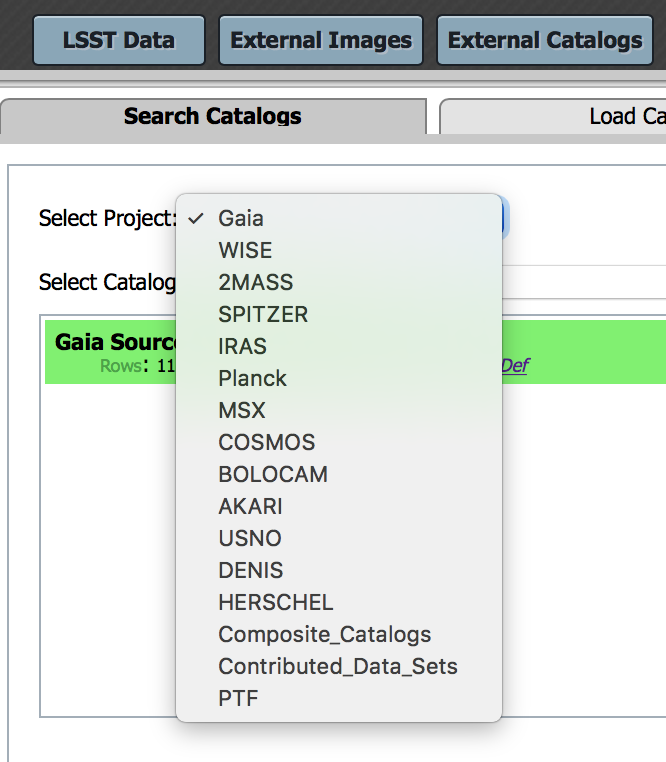 LSST Data External Images External Catalogs
Search Catalogs Load Ca
Select Project: ✓ Gaia
WISE
Select Catalog 2MASS
SPITZER
Gaia Sourc IRAS
Rows: 11 Planck Def
MSX
COSMOS
BOLOCAM
AKARI
USNO
DENIS
HERSCHEL
Composite_Catalogs
Contributed_Data_Sets
PTF